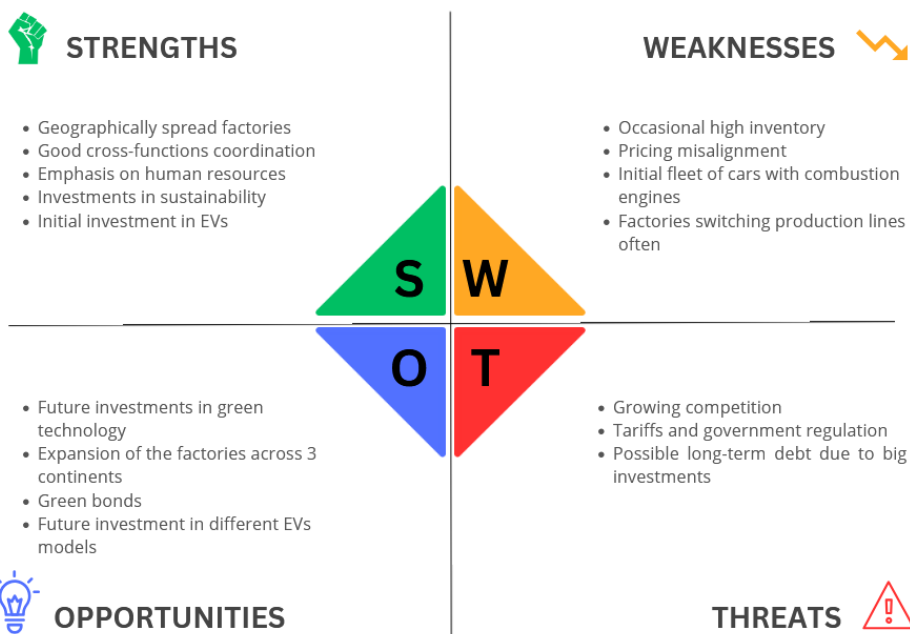 STRENGTHS
• Geographically spread factories
• Good cross-functions coordination
• Emphasis on human resources
• Investments in sustainability
• Initial investment in EVs
WEAKNESSES
• Occasional high inventory
• Pricing misalignment
• Initial fleet of cars with combustion
engines
• Factories switching production lines
often
S
W
O
T
• Future investments in green
technology
• Expansion of the factories across 3
continents
• Green bonds
• Future investment in different EVs
models
OPPORTUNITIES
• Growing competition
• Tariffs and government regulation
• Possible long-term debt due to big
investments
THREATS